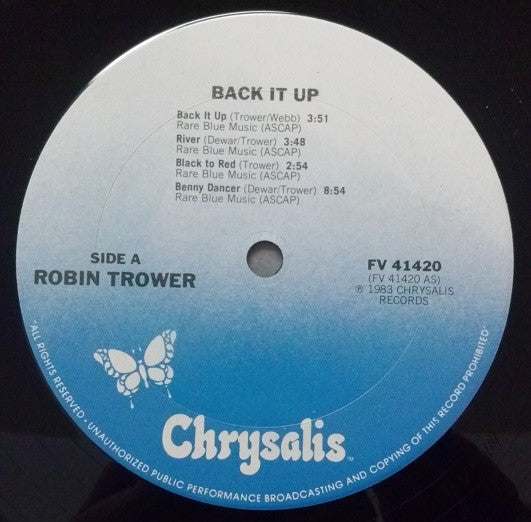 BACK IT UP
Back It Up (Trower/Webb) 3:51
Rare Blue Music (ASCAP)
River (Dewar/Trower) 3:48
Rare Blue Music (ASCAP)
Black to Red (Trower) 2:54
Rare Blue Music (ASCAP)
Benny Dancer (Dewar/Trower) 8:54
Rare Blue Music (ASCAP)
SIDE A
ROBIN TROWER
FV 41420
(FV 41420 AS)
℗ 1983 CHRYSALIS
RECORDS
Chrysalis™
"ALL RIGHTS RESERVED · UNAUTHORIZED PUBLIC PERFORMANCE BROADCASTING AND COPYING OF THIS RECORD PROHIBITED"